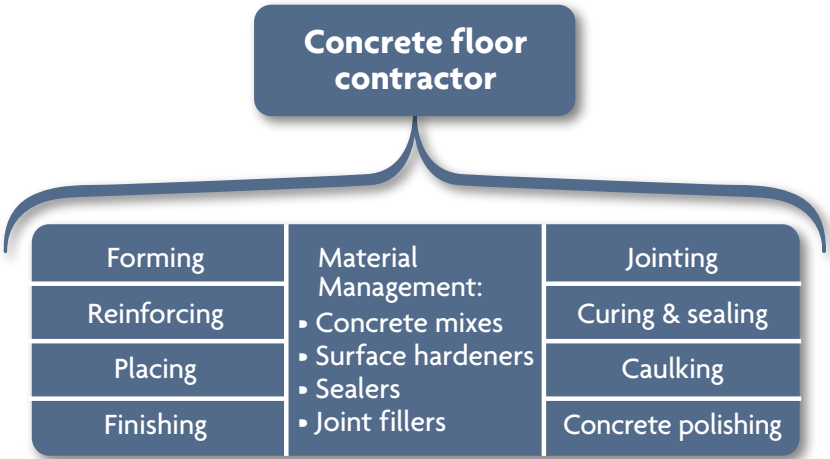 Concrete floor
contractor
Forming
Reinforcing
Placing
Finishing
Material
Management:
• Concrete mixes
• Surface hardeners
• Sealers
• Joint fillers
Jointing
Curing & sealing
Caulking
Concrete polishing